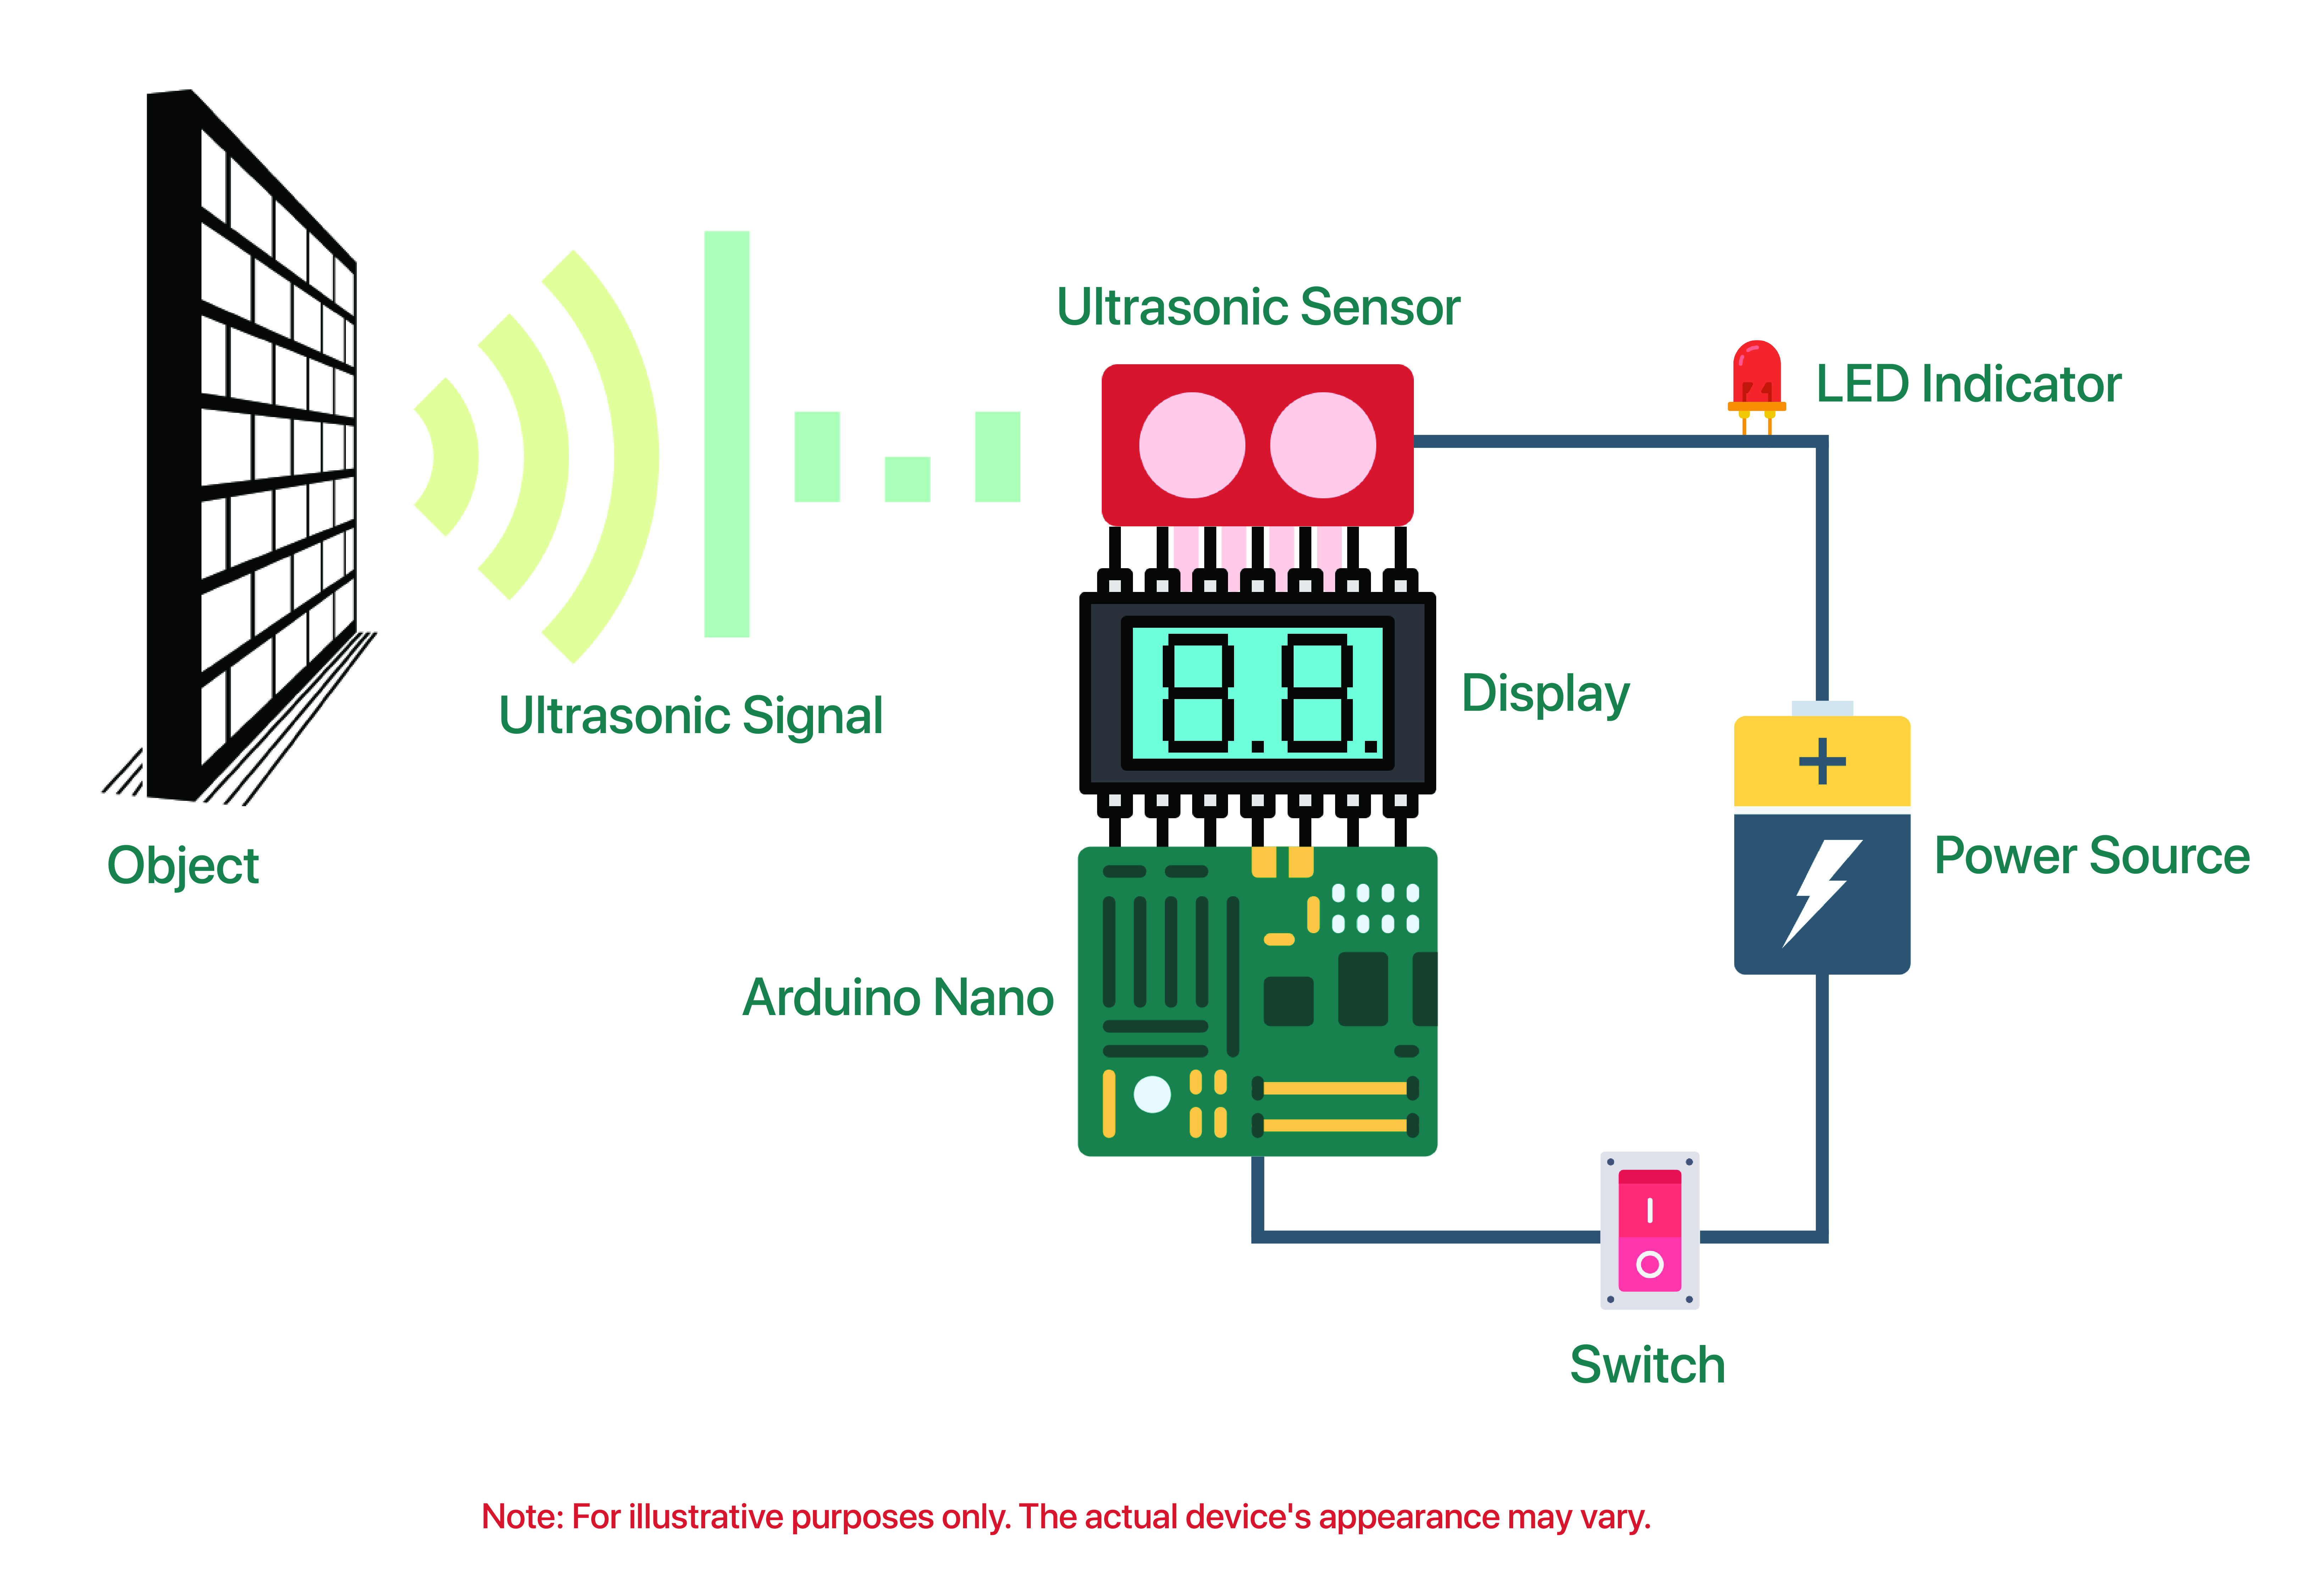 Ultrasonic Sensor
LED Indicator
Ultrasonic Signal
8.8.
Display
Object
Power Source
Arduino Nano
Switch
Note: For illustrative purposes only. The actual device's appearance may vary.